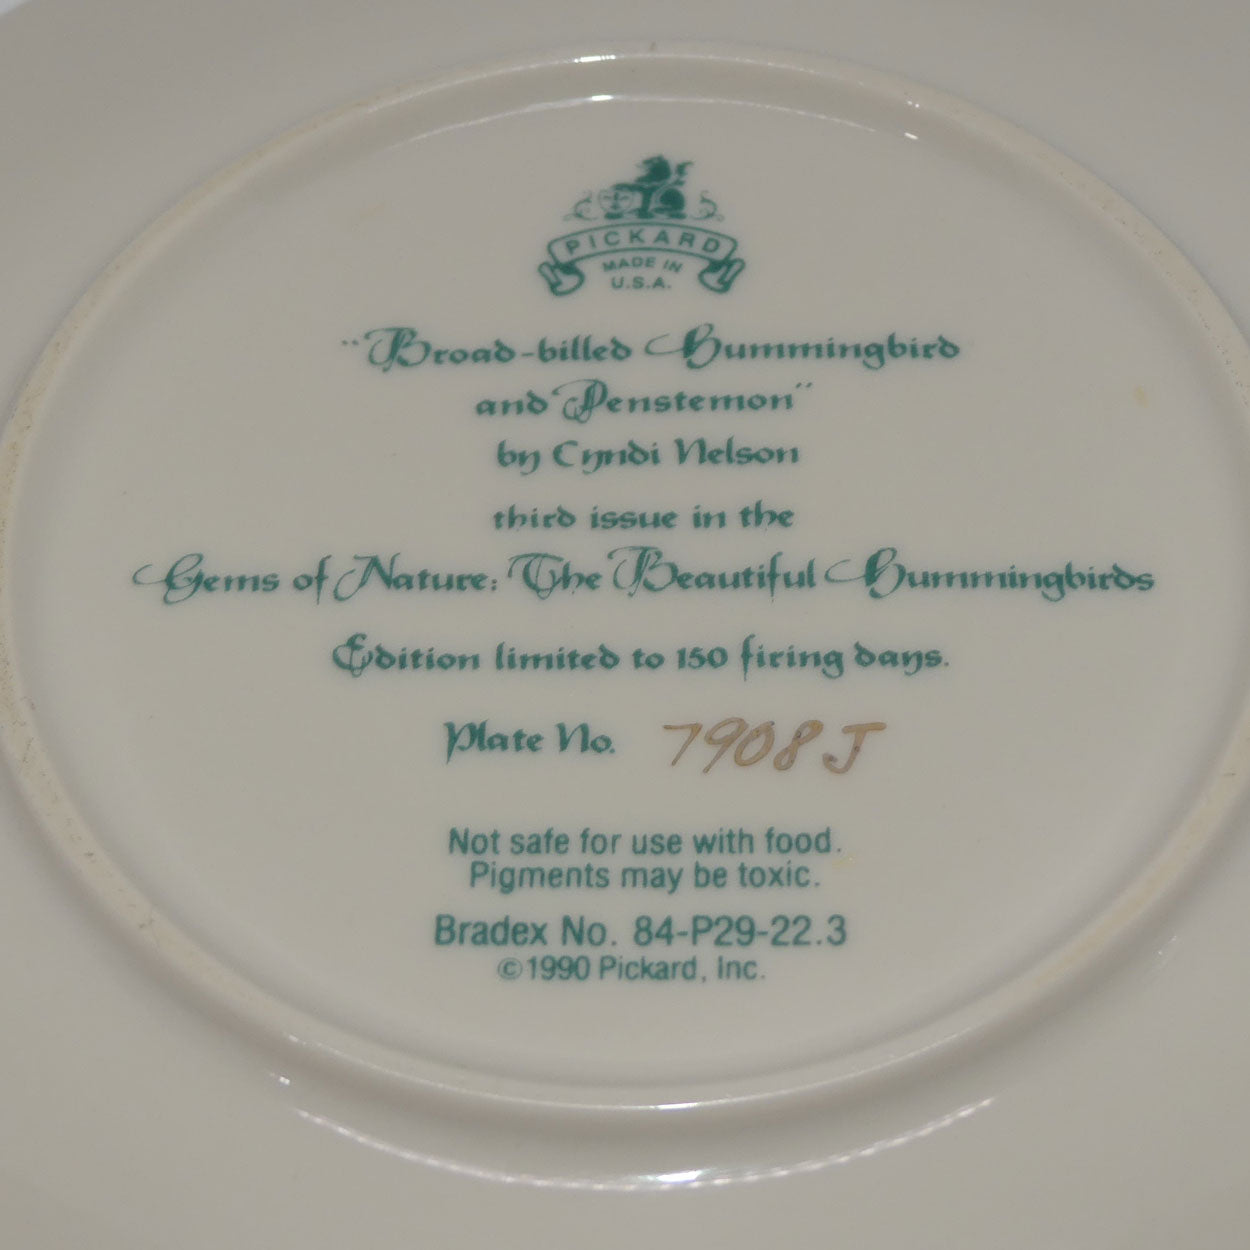 PICKARD
MADE IN
U.S.A.
"Broad-billed Hummingbird
and Penstemon"
by Cyndi Nelson
third issue in the
Gems of Nature: The Beautiful Hummingbirds
Edition limited to 150 firing days.
Plate No. 7908 J
Not safe for use with food.
Pigments may be toxic.
Bradex No. 84-P29-22.3
©1990 Pickard, Inc.